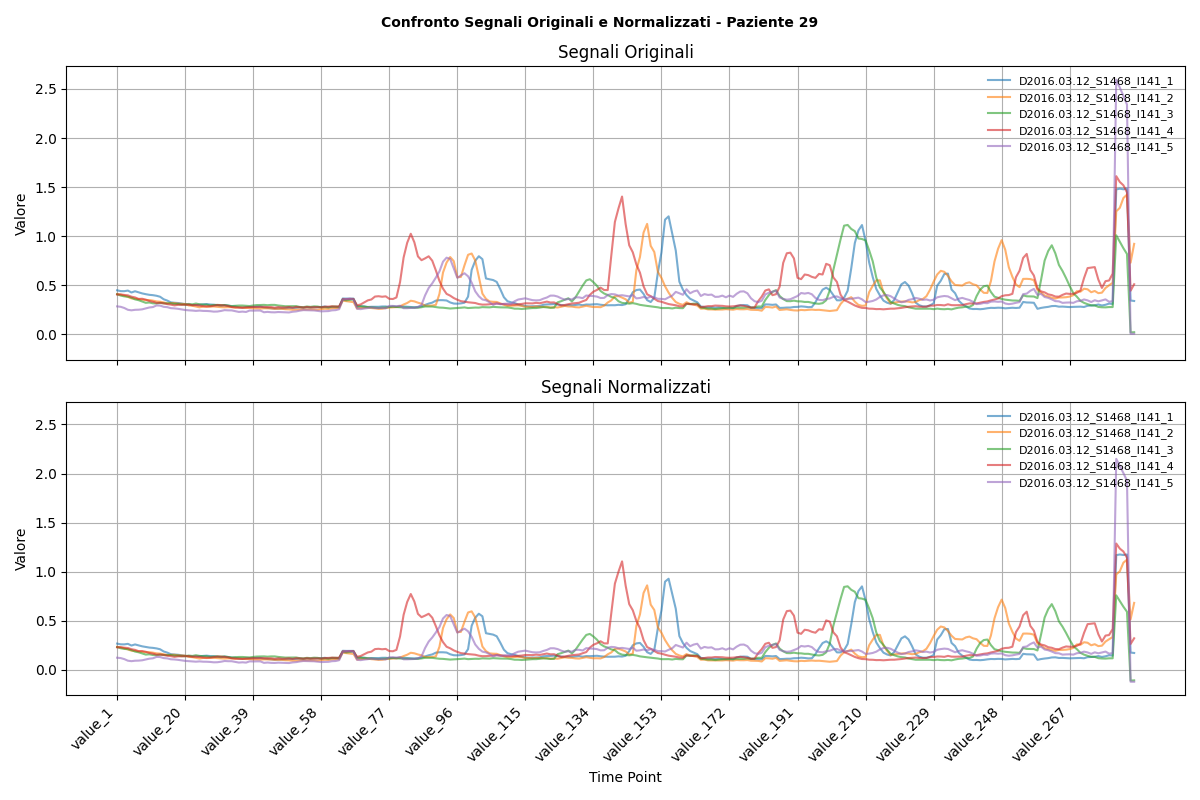 Confronto Segnali Originali e Normalizzati - Paziente 29
Segnali Originali
D2016.03.12_S1468_I141_1
D2016.03.12_S1468_I141_2
D2016.03.12_S1468_I141_3
D2016.03.12_S1468_I141_4
D2016.03.12_S1468_I141_5
2.5
2.0
1.5
1.0
0.5
0.0
Valore
Segnali Normalizzati
D2016.03.12_S1468_I141_1
D2016.03.12_S1468_I141_2
D2016.03.12_S1468_I141_3
D2016.03.12_S1468_I141_4
D2016.03.12_S1468_I141_5
2.5
2.0
1.5
1.0
0.5
0.0
Valore
value_1
value_20
value_39
value_58
value_77
value_96
value_115
value_134
value_153
value_172
value_191
value_210
value_229
value_248
value_267
Time Point